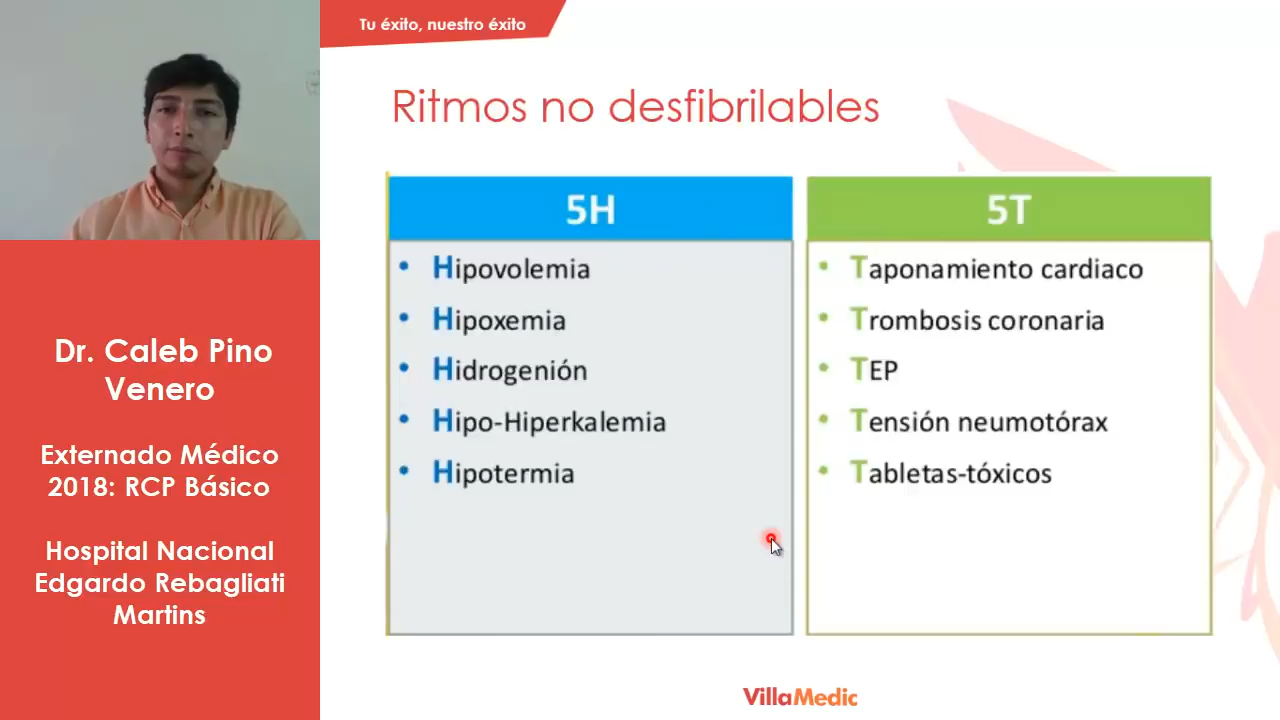 Tu éxito, nuestro éxito
Ritmos no desfibrilables
5H
Hipovolemia
Hipoxemia
Hidrogenión
Hipo-Hiperkalemia
Hipotermia
5T
Taponamiento cardiaco
Trombosis coronaria
TEP
Tensión neumotórax
Tabletas-tóxicos
Dr. Caleb Pino
Venero
Externado Médico
2018: RCP Básico
Hospital Nacional
Edgardo Rebagliati
Martins
VillaMedic